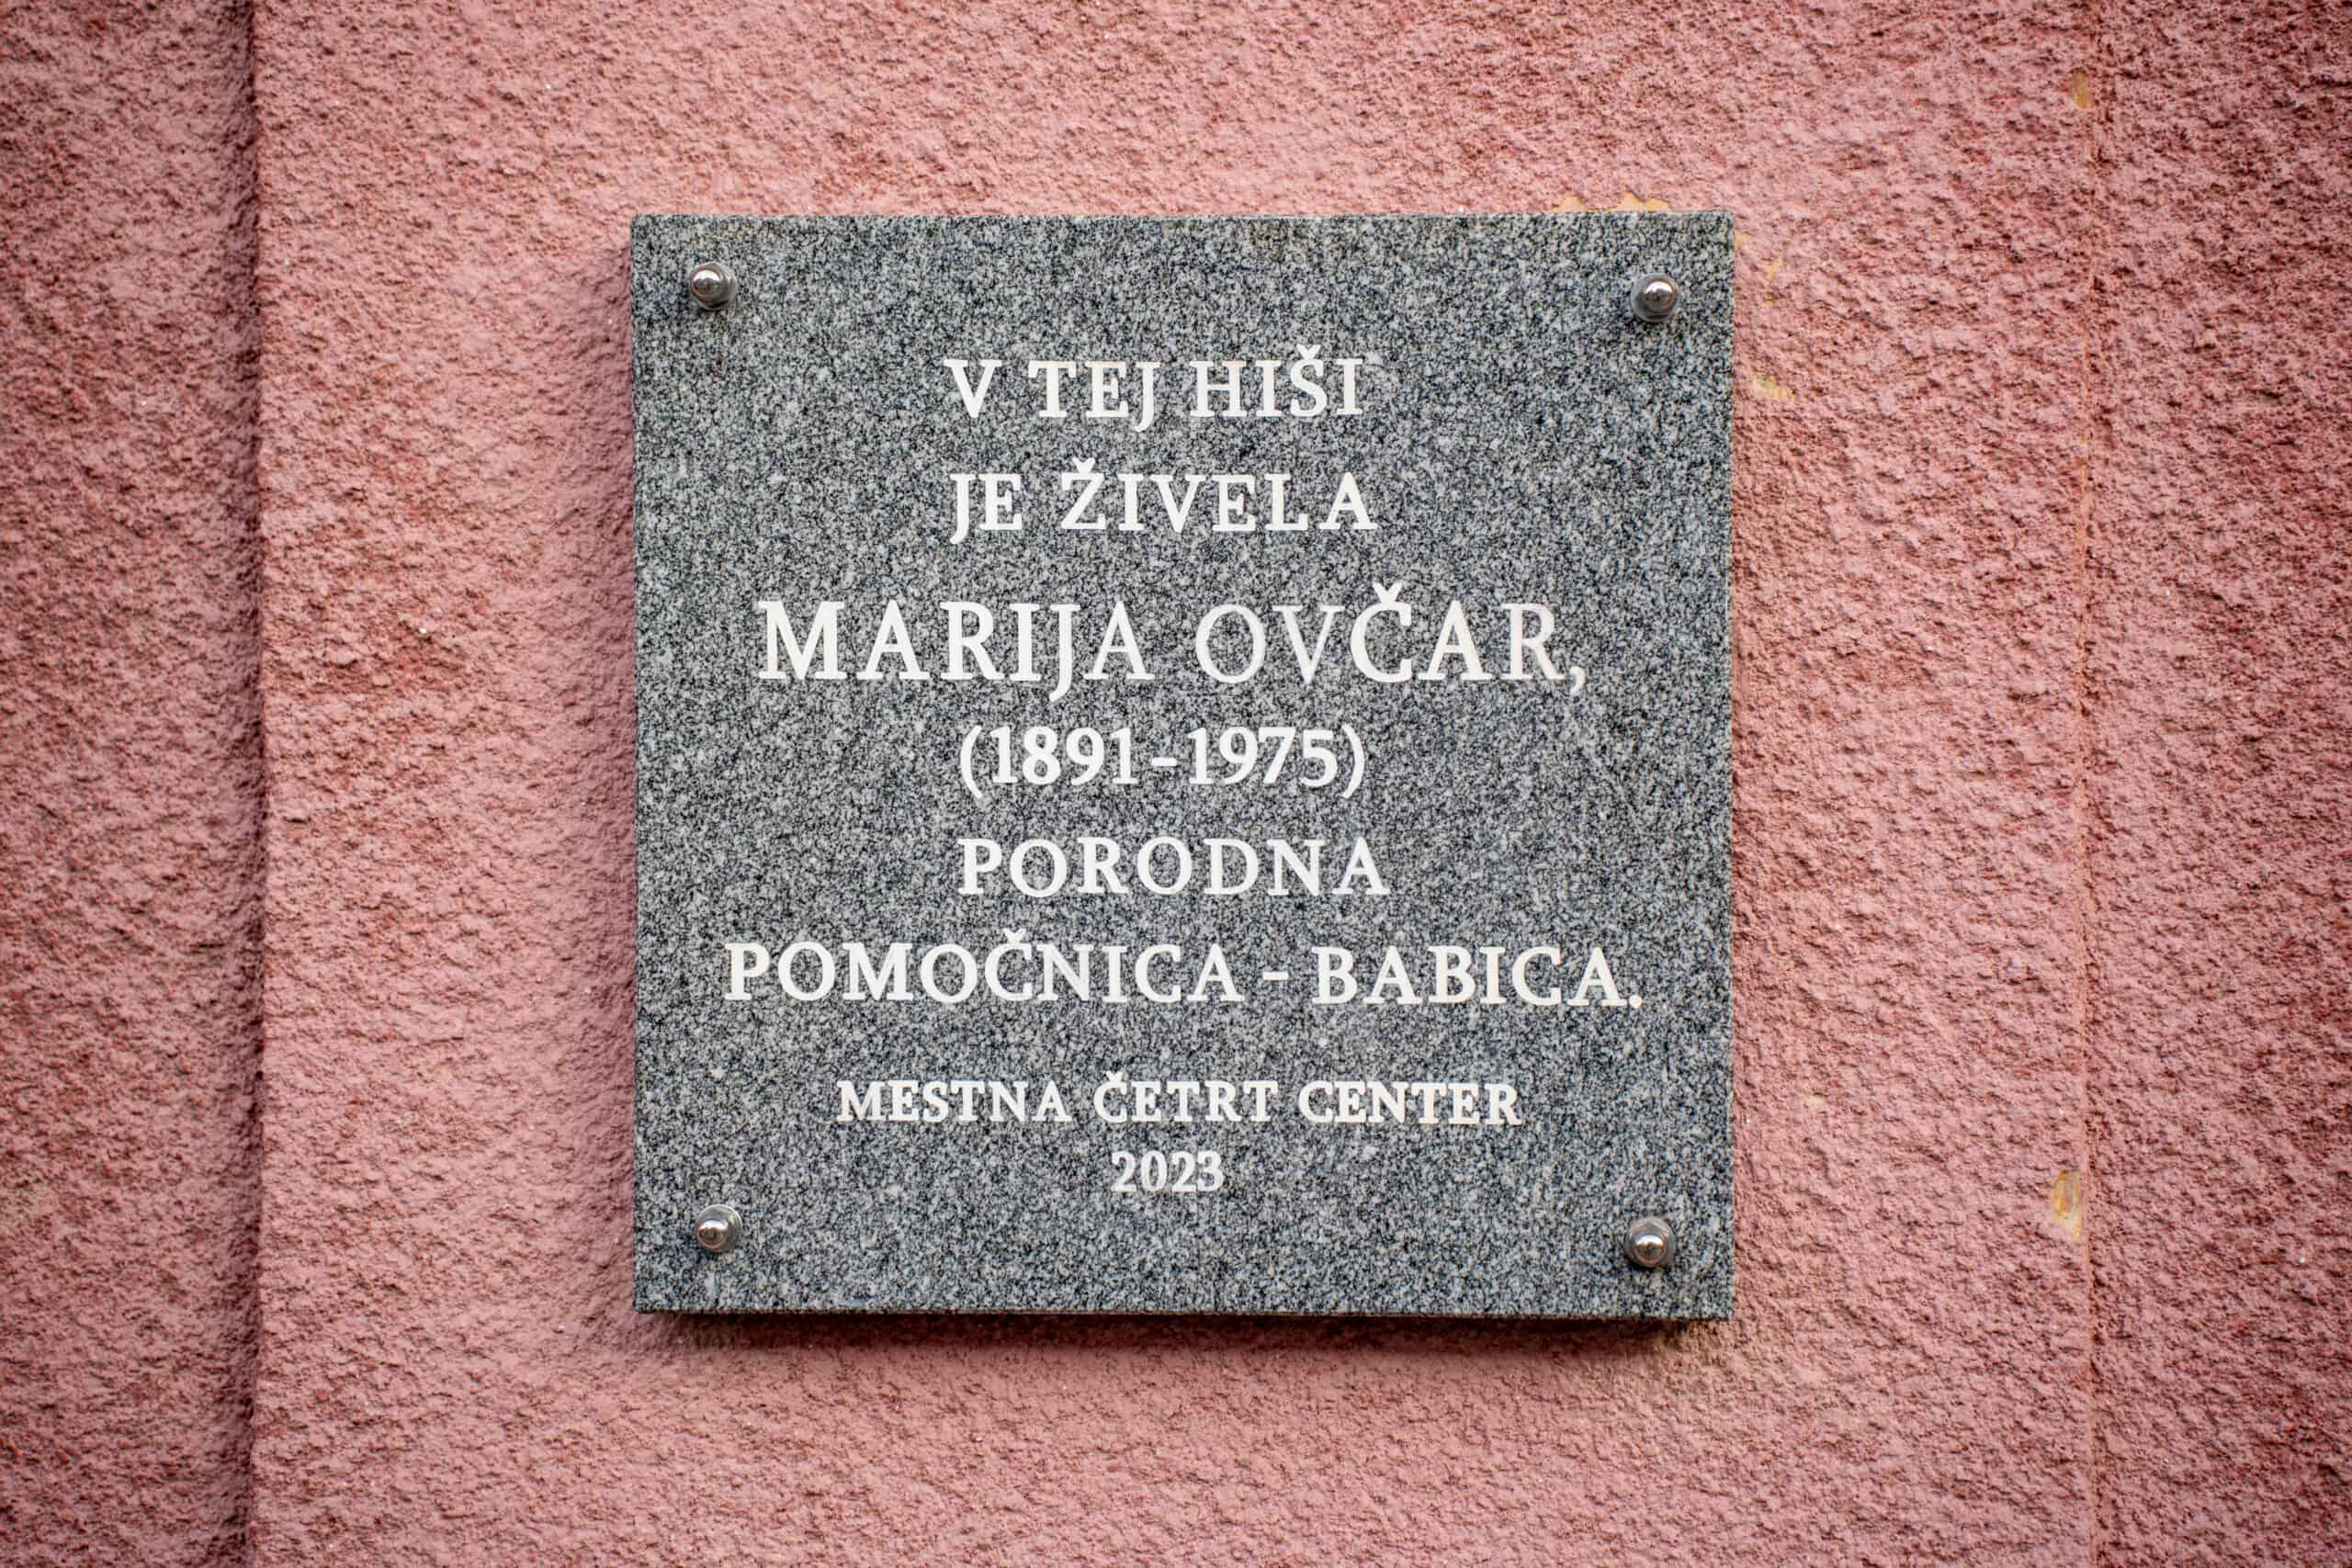 V TEJ HIŠI
JE ŽIVELA
MARIJA OVČAR,
(1891-1975)
PORODNA
POMOČNICA - BABICA.
MESTNA ČETRT CENTER
2023